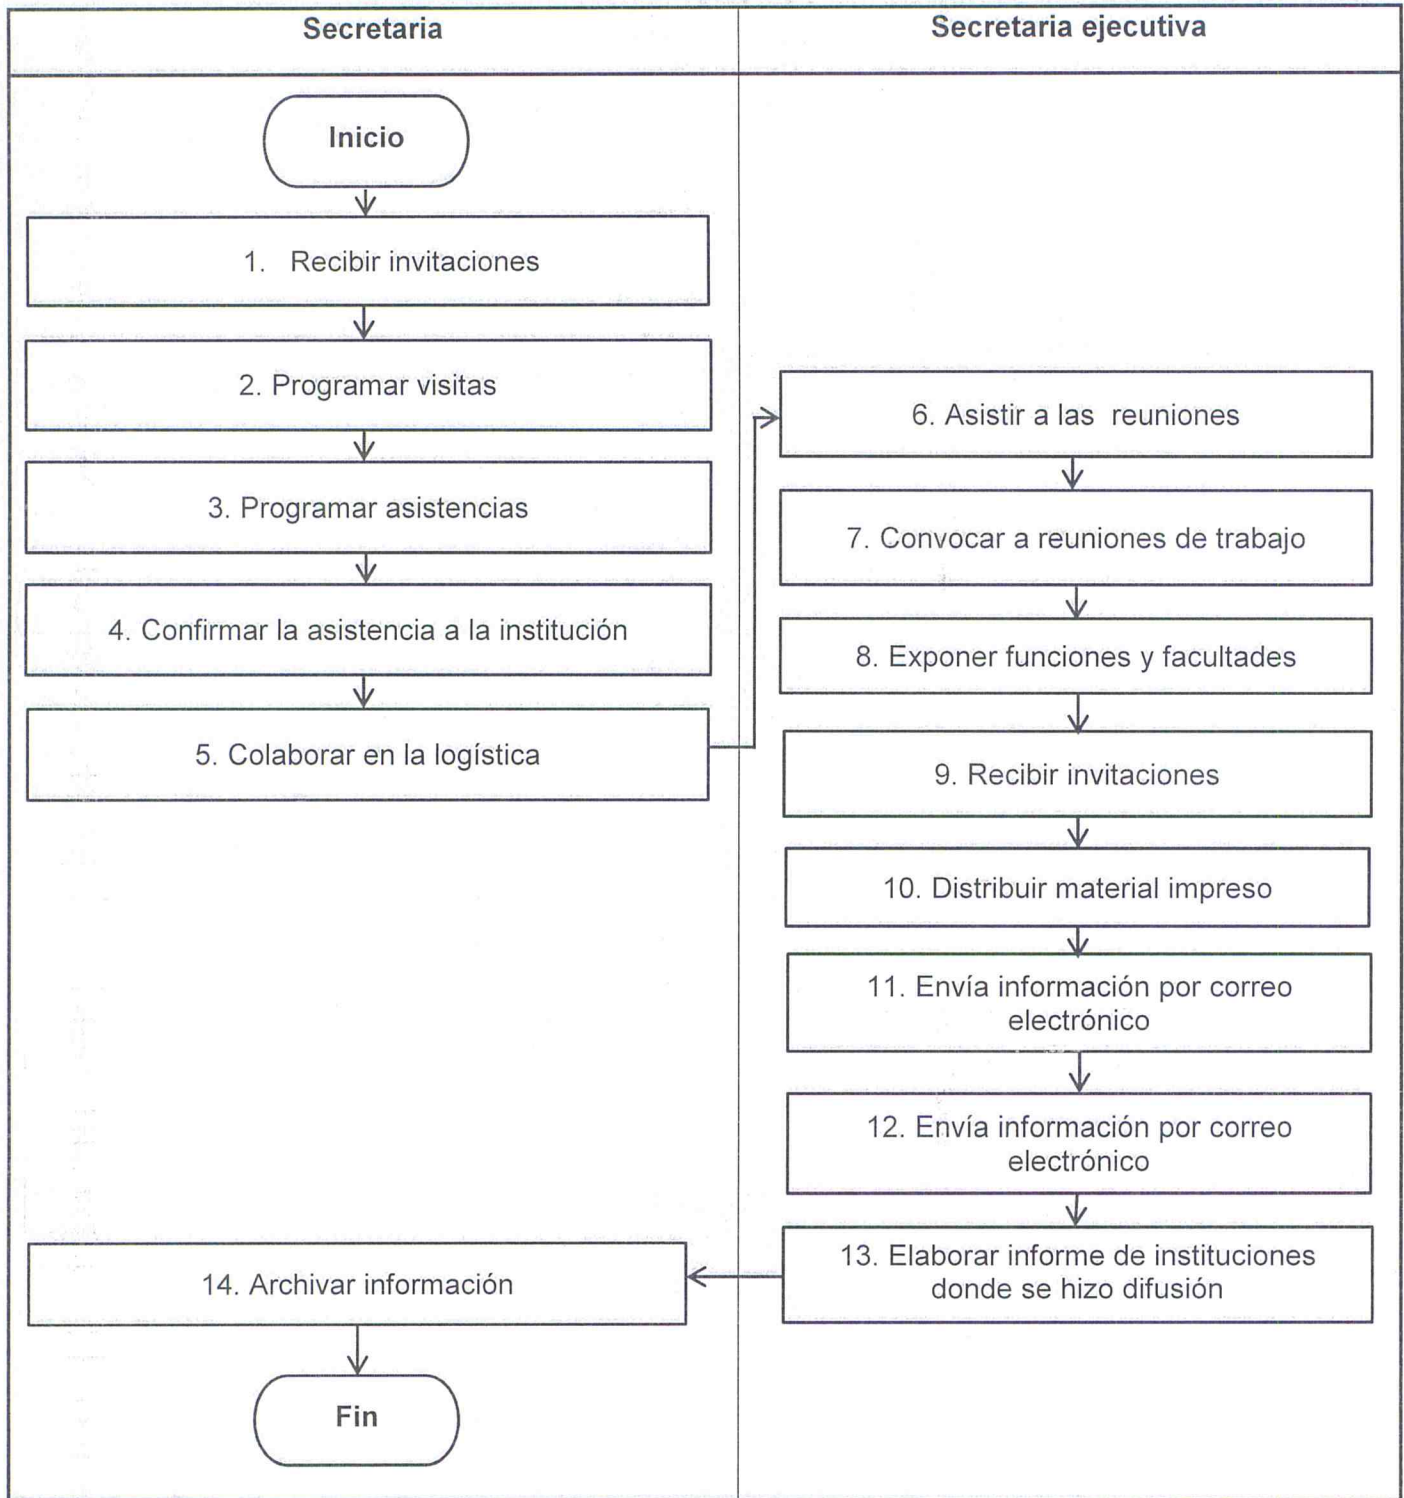 Secretaria
Secretaria ejecutiva
Inicio
1. Recibir invitaciones
2. Programar visitas
3. Programar asistencias
4. Confirmar la asistencia a la institución
5. Colaborar en la logística
6. Asistir a las reuniones
7. Convocar a reuniones de trabajo
8. Exponer funciones y facultades
9. Recibir invitaciones
10. Distribuir material impreso
11. Envía información por correo
electrónico
12. Envía información por correo
electrónico
13. Elaborar informe de instituciones
donde se hizo difusión
14. Archivar información
Fin